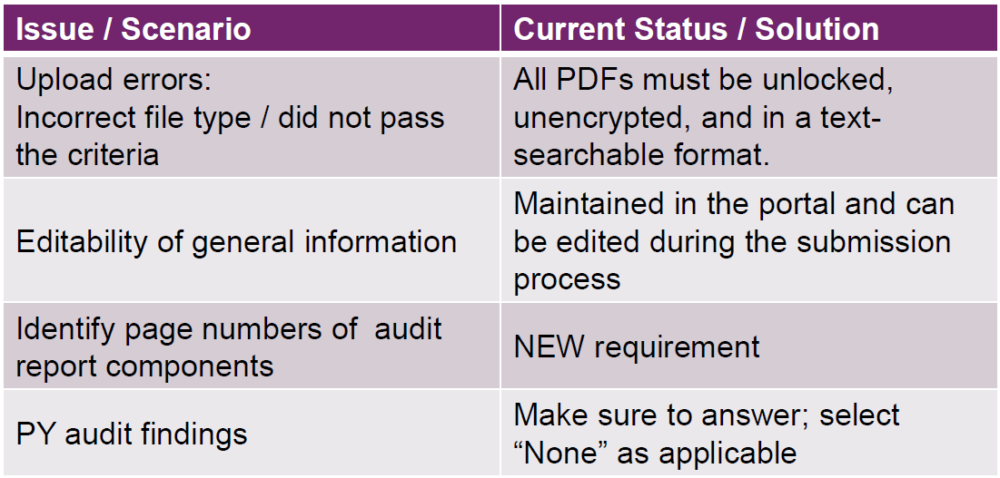 Issue / Scenario
Current Status / Solution
Upload errors:
Incorrect file type / did not pass
the criteria
All PDFs must be unlocked,
unencrypted, and in a text-
searchable format.
Editability of general information
Maintained in the portal and can
be edited during the submission
process
Identify page numbers of  audit
report components
NEW requirement
PY audit findings
Make sure to answer; select
“None” as applicable